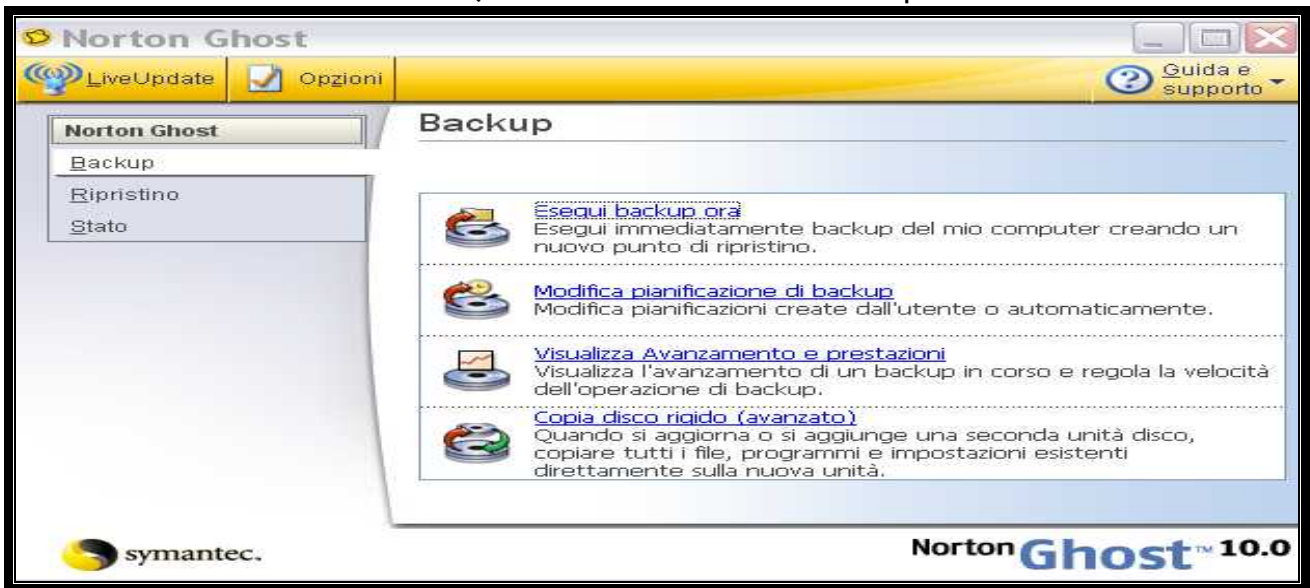 Norton Ghost
LiveUpdate
Opzioni
Guida e
supporto
Norton Ghost
Backup
Ripristino
Stato
Backup
Esegui backup ora
Esegui immediatamente backup del mio computer creando un
nuovo punto di ripristino.
Modifica pianificazione di backup
Modifica pianificazioni create dall'utente o automaticamente.
Visualizza Avanzamento e prestazioni
Visualizza l'avanzamento di un backup in corso e regola la velocità
dell'operazione di backup.
Copia disco rigido (avanzato)
Quando si aggiorna o si aggiunge una seconda unità disco,
copiare tutti i file, programmi e impostazioni esistenti
direttamente sulla nuova unità.
symantec.
Norton Ghost™ 10.0